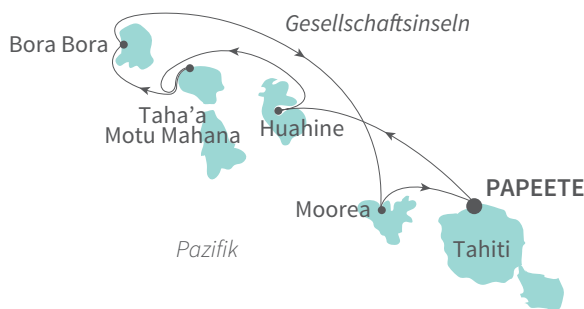 Gesellschaftsinseln
Bora Bora
Taha’a
Motu Mahana
Huahine
PAPEETE
Moorea
Tahiti
Pazifik